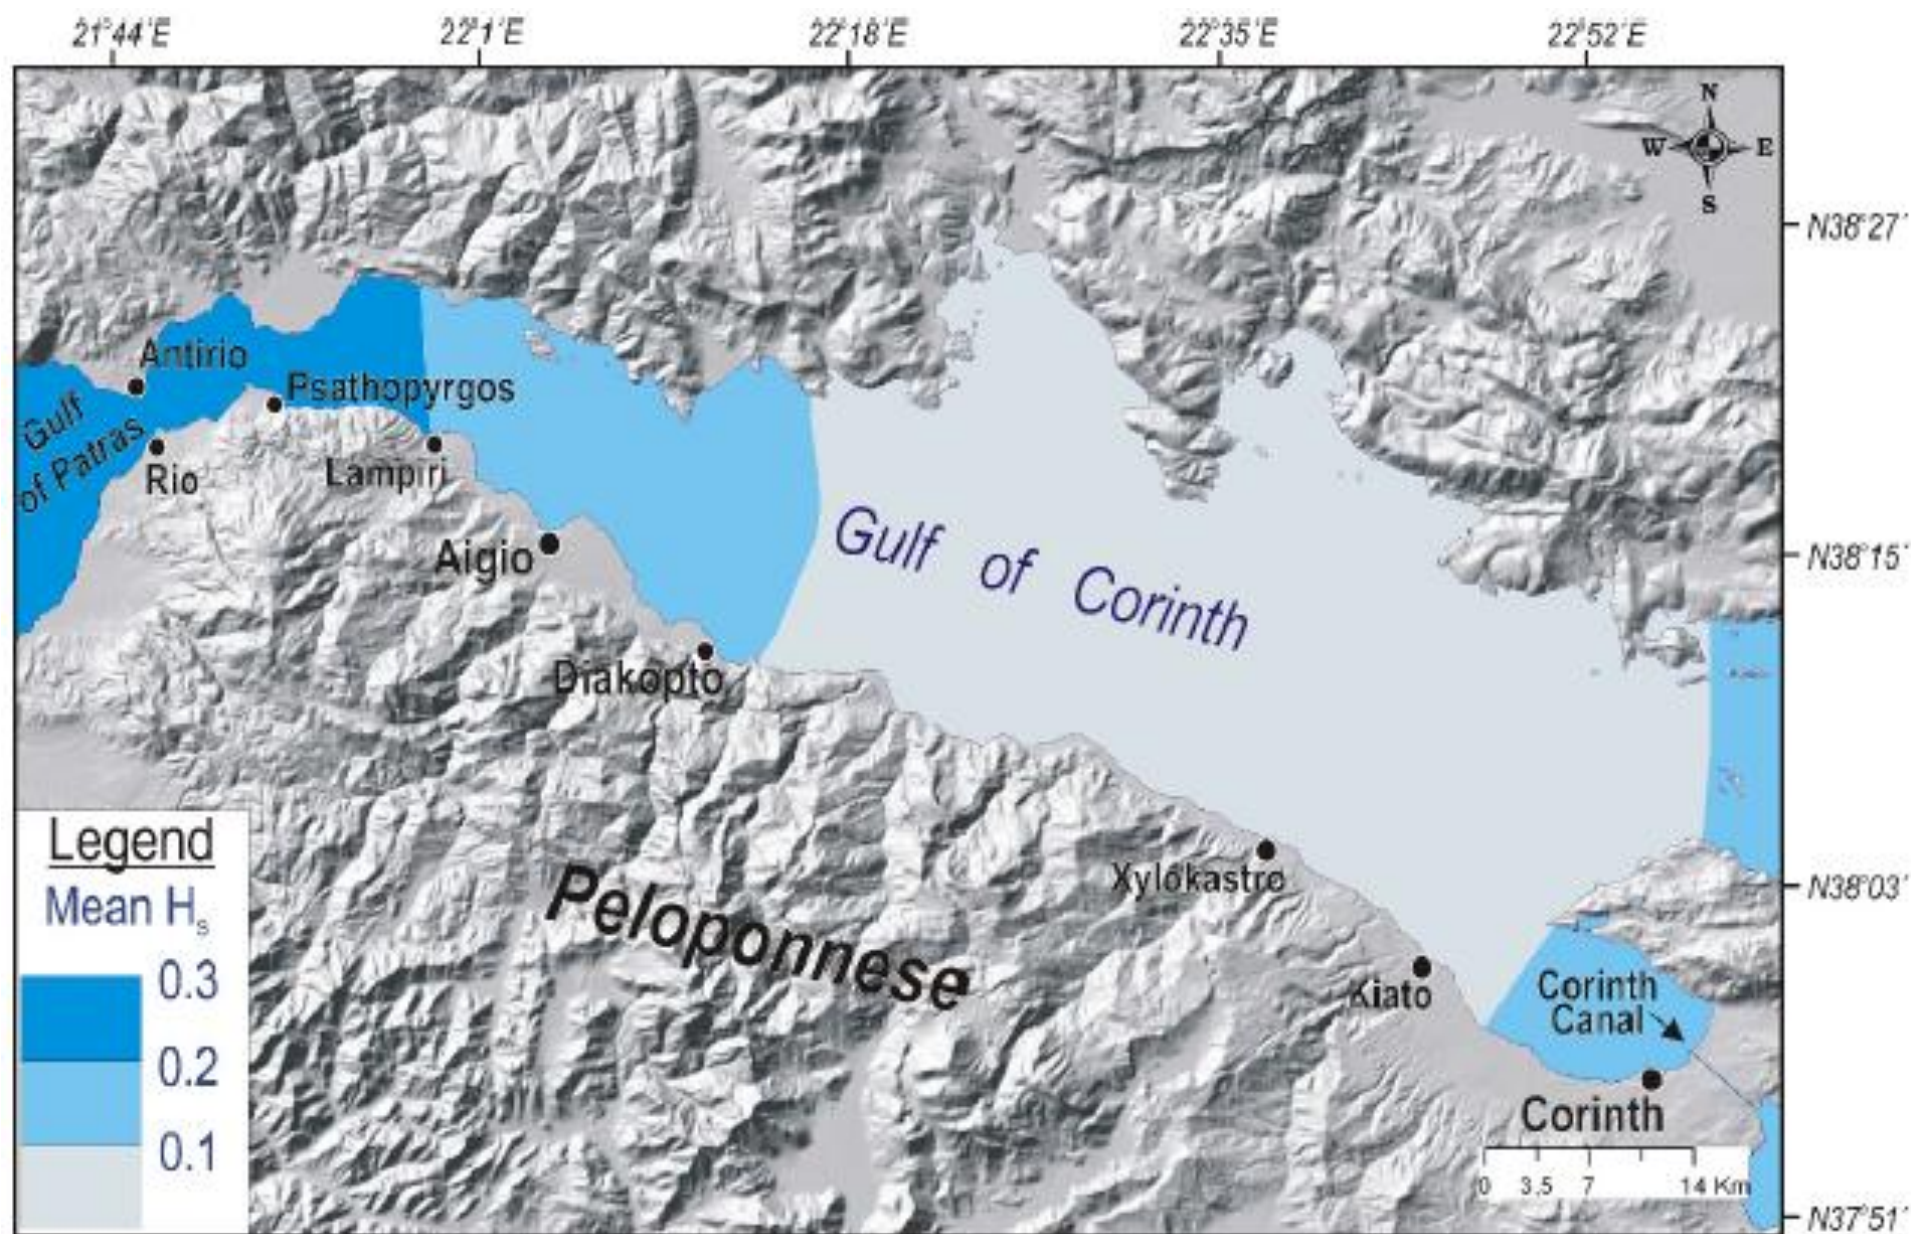 21°44´E
22°1´E
22°18´E
22°35´E
22°52´E
N
W
E
S
N38°27´
N38°15´
N38°03´
N37°51´
Antirio
Psathopyrgos
Gulf
of Patras
Rio
Lampiri
Aigio
Diakopto
Gulf of Corinth
Xylókastro
Kiato
Peloponnese
Corinth
Canal
Corinth
0 3.5 7 14 Km
Legend
Mean Hs
0.3
0.2
0.1